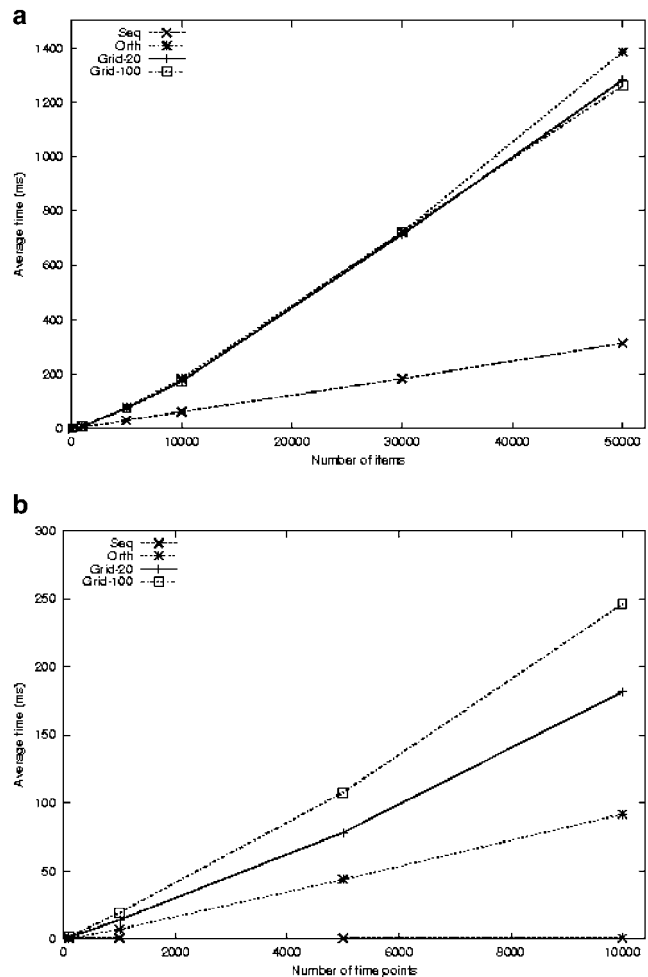 a
Seq
Orth
Grid-20
Grid-100
1400
1200
1000
800
600
400
200
0
Average time (ms)
0 10000 20000 30000 40000 50000
Number of items
b
300
250
200
150
100
50
0
Seq
Orth
Grid-20
Grid-100
Average time (ms)
0 2000 4000 6000 8000 10000
Number of time points